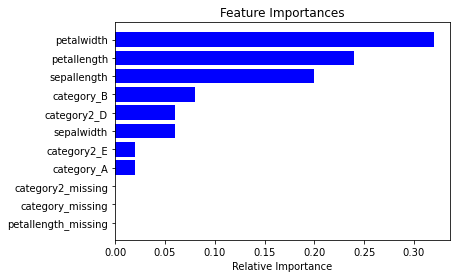 Feature Importances
petalwidth
petallength
sepallength
category_B
category2_D
sepalwidth
category2_E
category_A
category2_missing
category_missing
petallength_missing
0.00 0.05 0.10 0.15 0.20 0.25 0.30
Relative Importance